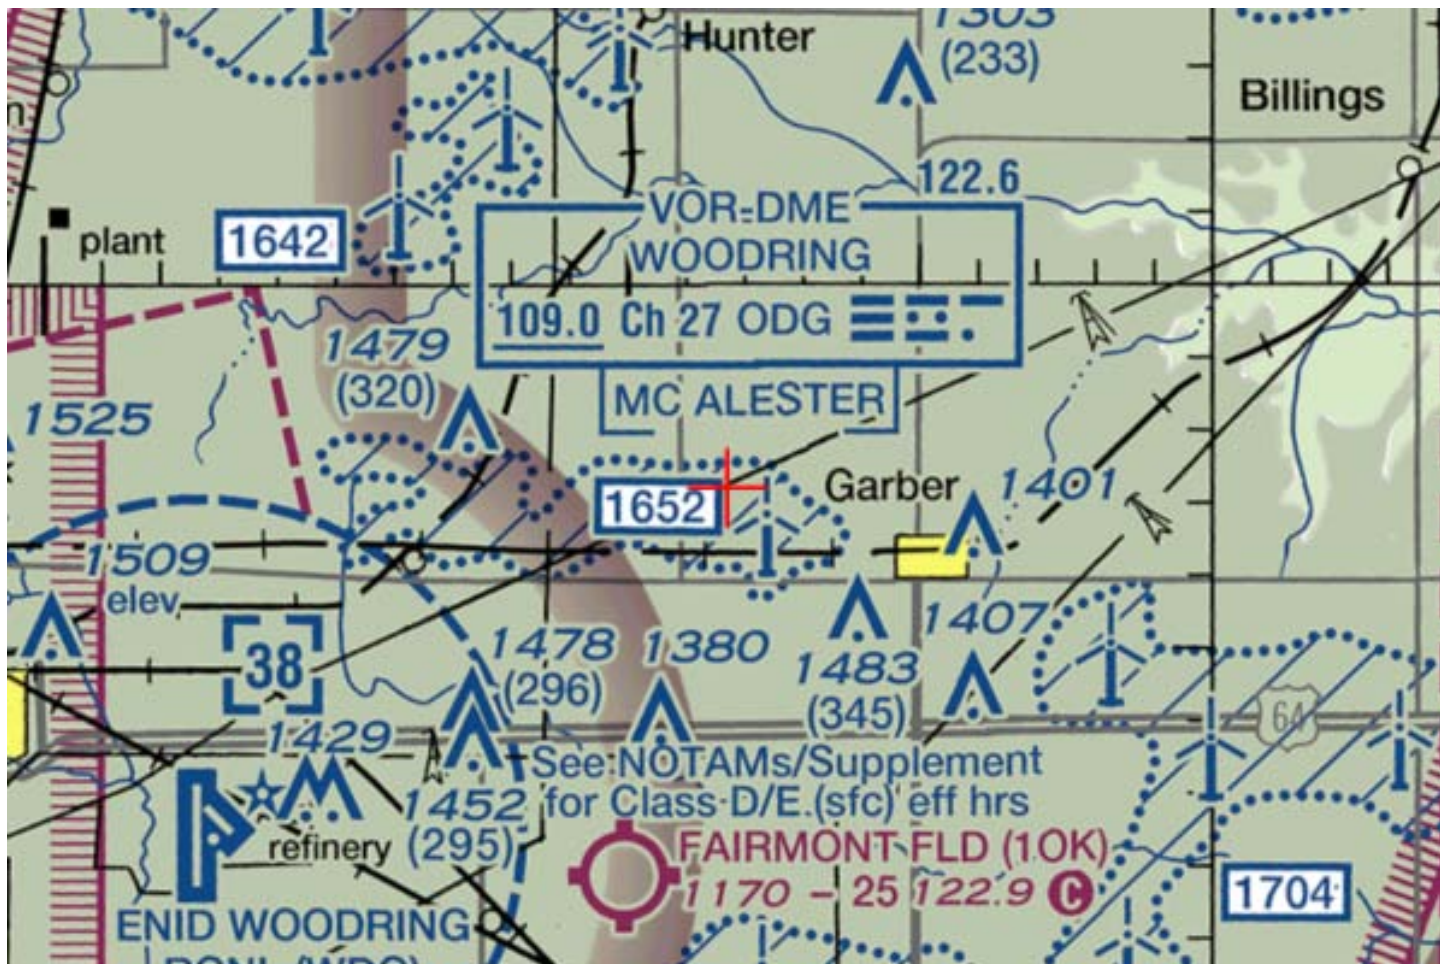 1303
(233)
Hunter
Billings
n
122.6
VOR-DME
WOODRING
109.0 Ch 27 ODG
MC ALESTER
1642
plant
1479
(320)
1525
1652
Garber
1401
1509
elev
38
1478
(296)
1380
1483
(345)
1407
64
1429
1452
(295)
refinery
See NOTAMs/Supplement
for Class D/E (sfc) eff hrs
FAIRMONT FLD (1OK)
1170 - 25 122.9 C
1704
ENID WOODRING